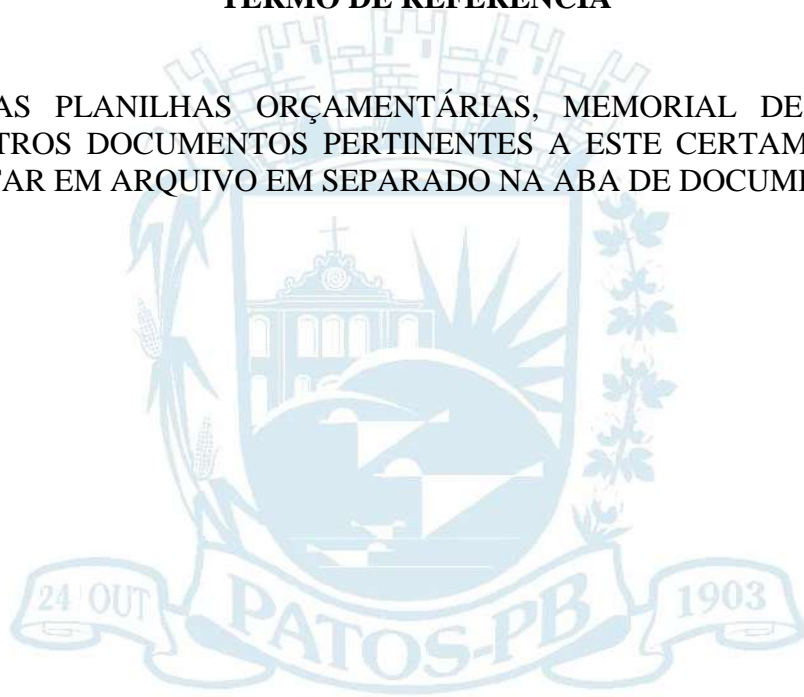 TERMO DE REFERÊNCIA
AS PLANILHAS ORÇAMENTÁRIAS, MEMORIAL DE
TROS DOCUMENTOS PERTINENTES A ESTE CERTAM
AR EM ARQUIVO EM SEPARADO NA ABA DE DOCUM
24 OUT
PATOS-PB
1903